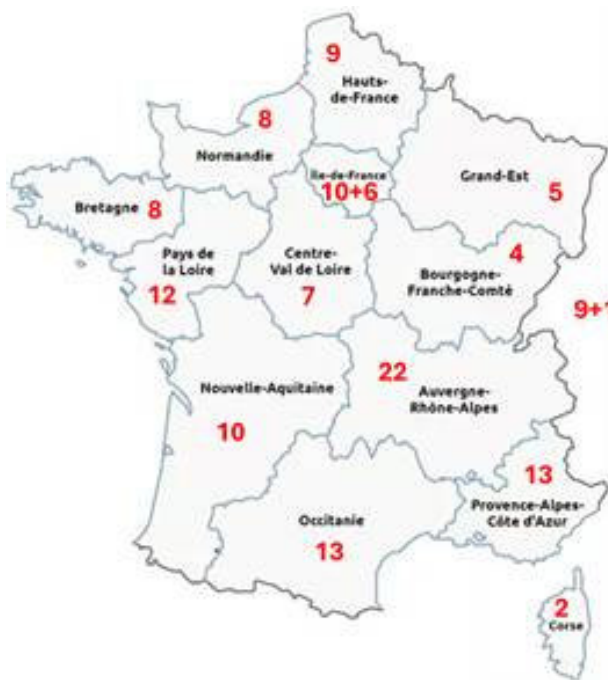 9
Hauts-
de-France
8
Normandie
Île-de-France
10+6
Grand-Est
5
Bretagne
8
Pays de
la Loire
12
Centre-
Val de Loire
7
4
Bourgogne-
Franche-Comté
9+1
22
Auvergne-
Rhône-Alpes
Nouvelle-Aquitaine
10
13
Provence-Alpes-
Côte d'Azur
Occitanie
13
2
Corse